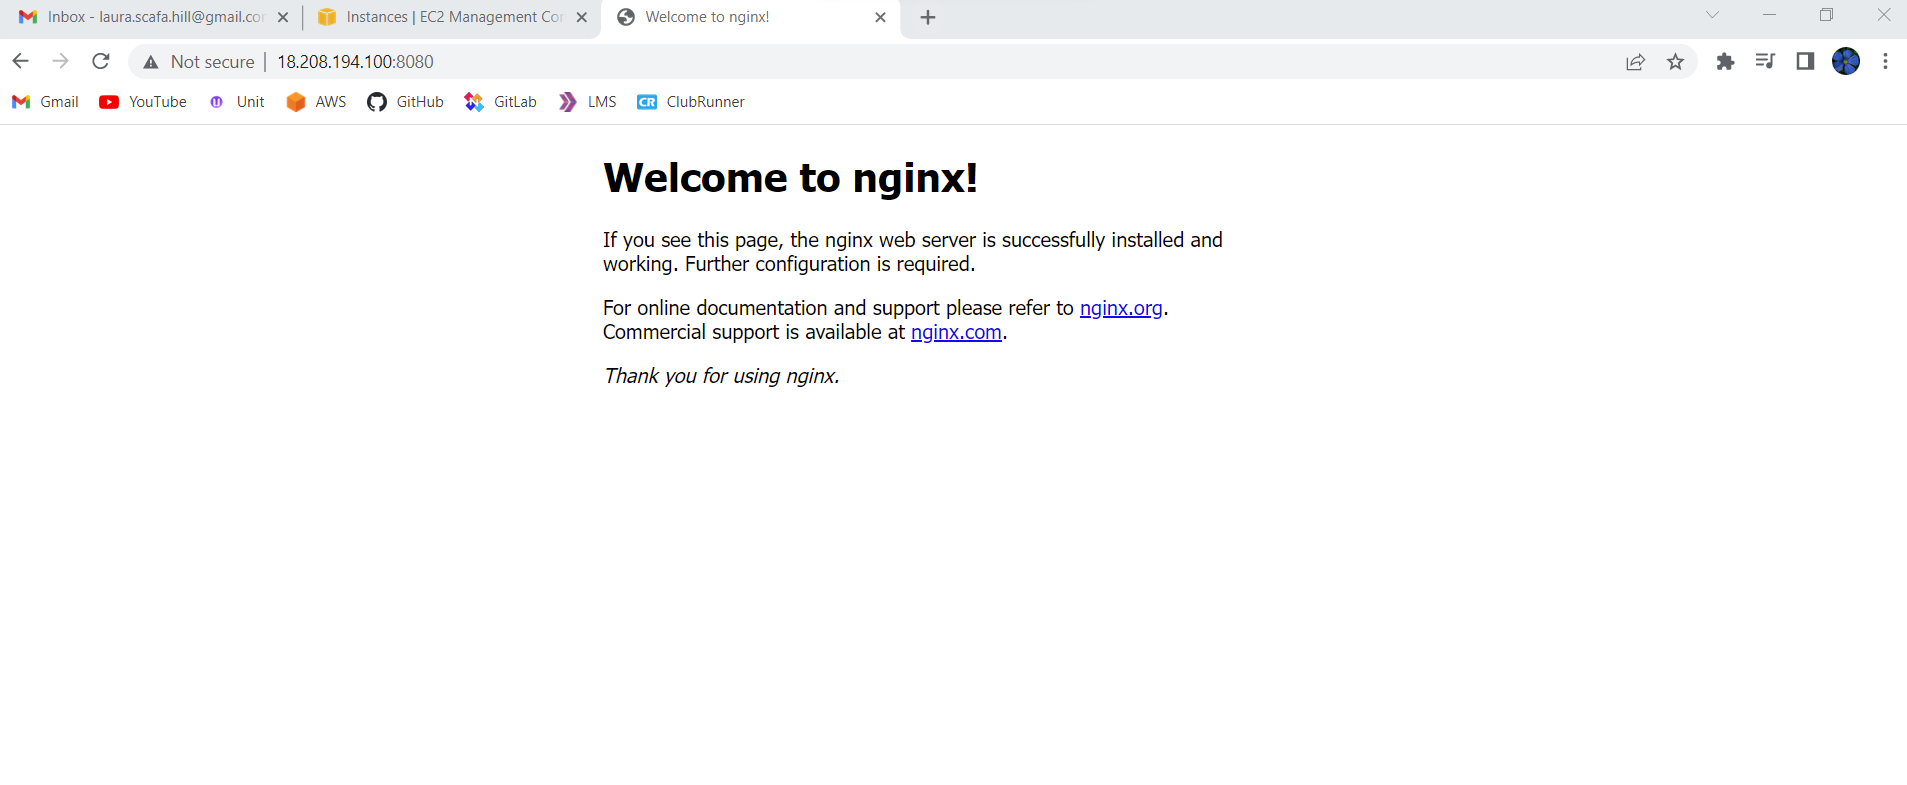 Inbox - laura.scafa.hill@gmail.co
Instances | EC2 Management Co
Welcome to nginx!
Not secure | 18.208.194.100:8080
Gmail YouTube Unit AWS GitHub GitLab LMS CR ClubRunner
Welcome to nginx!
If you see this page, the nginx web server is successfully installed and
working. Further configuration is required.
For online documentation and support please refer to nginx.org.
Commercial support is available at nginx.com.
Thank you for using nginx.